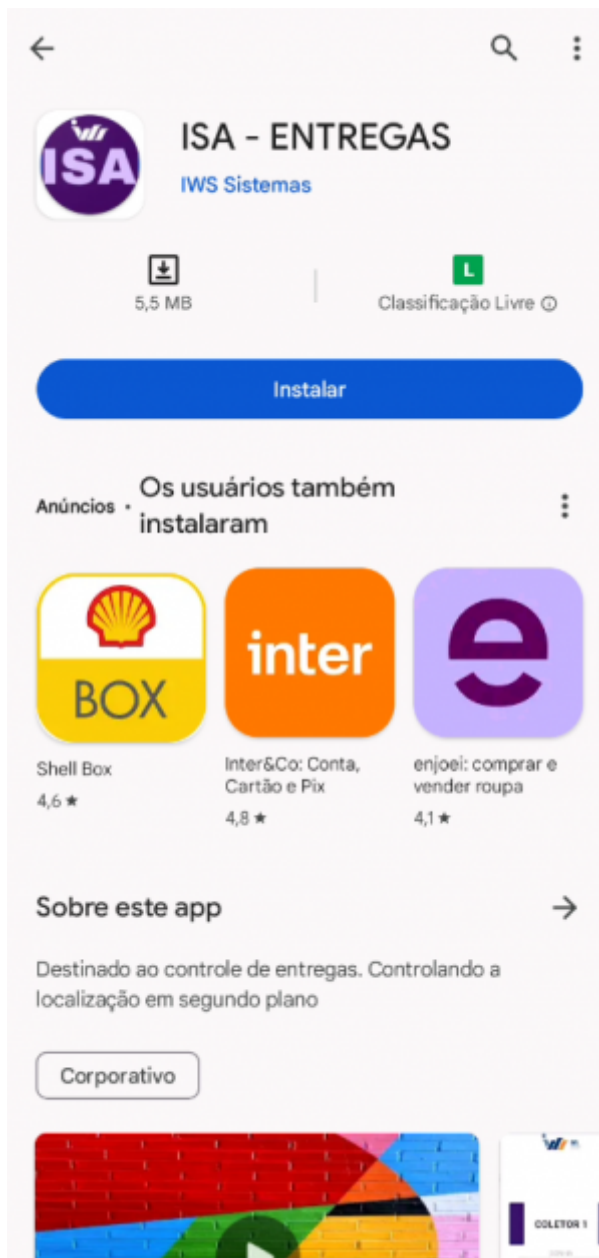 iws
ISA
ISA - ENTREGAS
IWS Sistemas
5,5 MB
L
Classificação Livre
Instalar
Anúncios •
Os usuários também
instalaram
BOX
inter
e
Shell Box
4,6 ★
Inter&Co: Conta,
Cartão e Pix
4,8 ★
enjoei: comprar e
vender roupa
4,1 ★
Sobre este app
Destinado ao controle de entregas. Controlando a
localização em segundo plano
Corporativo
COLETOR 1